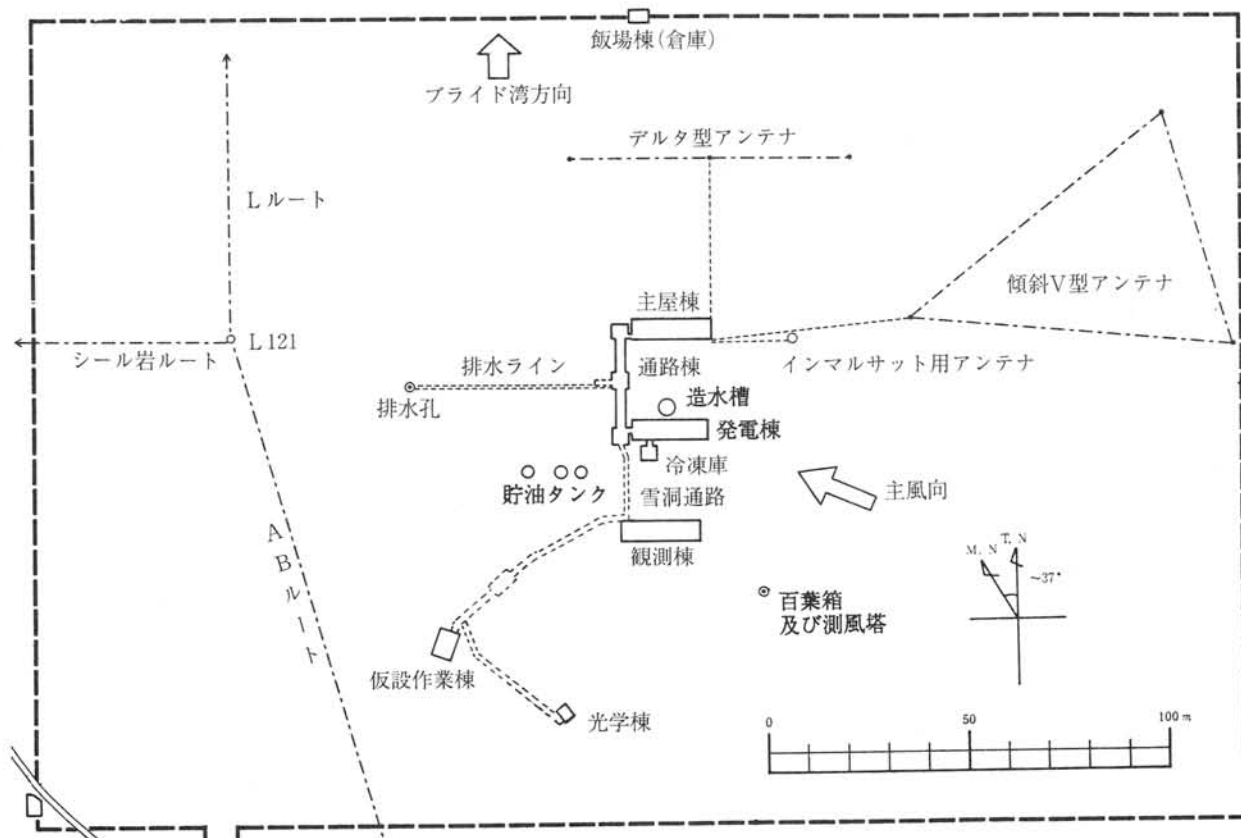 飯場棟(倉庫)
ブライド湾方向
デルタ型アンテナ
Lルート
傾斜V型アンテナ
主屋棟
L121
シール岩ルート
排水ライン
通路棟
インマルサット用アンテナ
排水孔
造水槽
発電棟
冷凍庫
貯油タンク
雪洞通路
主風向
ABルート
観測棟
M. N
T. N
~37°
百葉箱
及び測風塔
仮設作業棟
光学棟
0
50
100 m